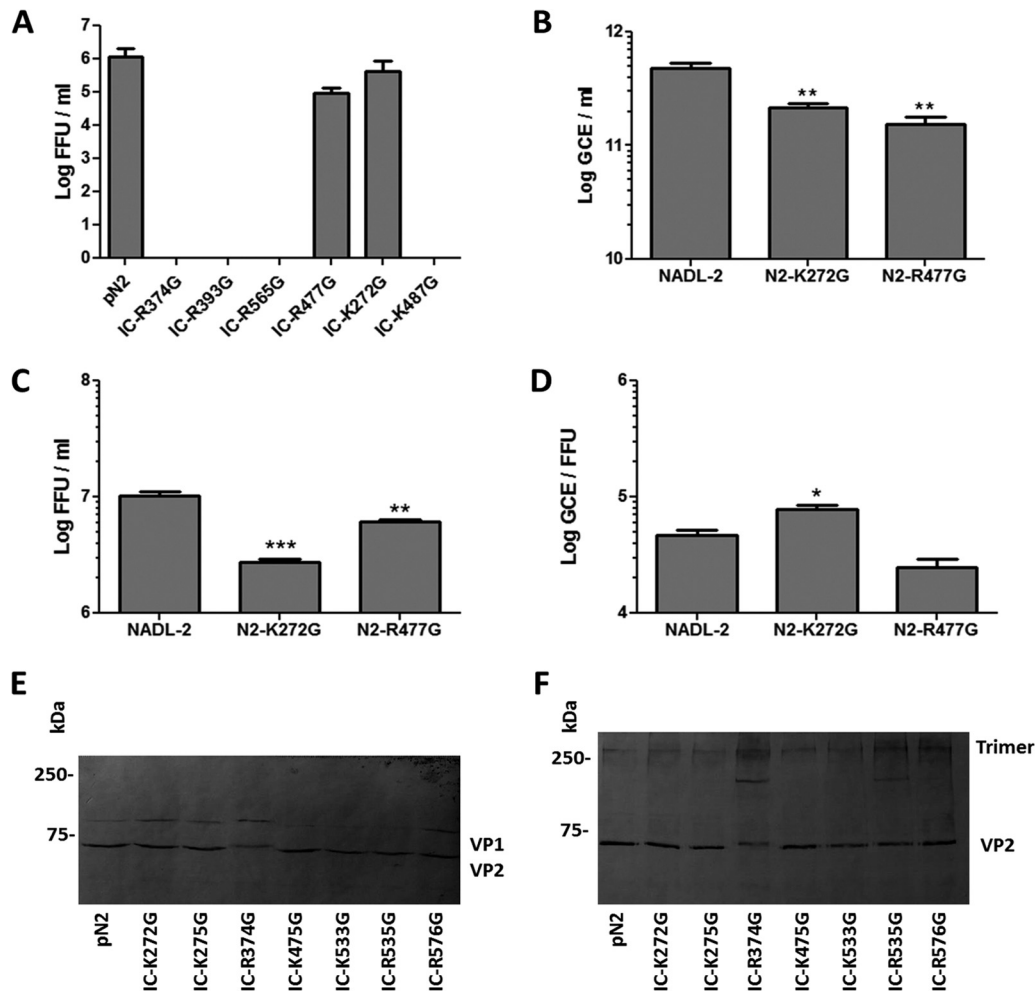 A
Log FFU / ml
7
6
5
4
3
2
1
0
pN2
IC-R374G
IC-R393G
IC-R565G
IC-R477G
IC-K272G
IC-K487G
B
Log GCE / ml
12
11
10
**
**
NADL-2
N2-K272G
N2-R477G
C
Log FFU / ml
8
7
6
***
**
NADL-2
N2-K272G
N2-R477G
D
Log GCE / FFU
6
5
4
*
NADL-2
N2-K272G
N2-R477G
E
kDa
250-
75-
VP1
VP2
pN2
IC-K272G
IC-K275G
IC-R374G
IC-K475G
IC-K533G
IC-R535G
IC-R576G
F
kDa
250-
75-
Trimer
VP2
pN2
IC-K272G
IC-K275G
IC-R374G
IC-K475G
IC-K533G
IC-R535G
IC-R576G